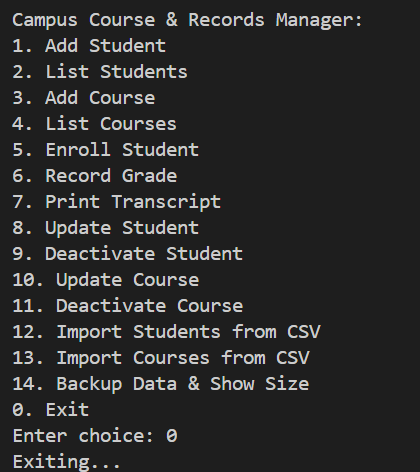 Campus Course & Records Manager:
1. Add Student
2. List Students
3. Add Course
4. List Courses
5. Enroll Student
6. Record Grade
7. Print Transcript
8. Update Student
9. Deactivate Student
10. Update Course
11. Deactivate Course
12. Import Students from CSV
13. Import Courses from CSV
14. Backup Data & Show Size
0. Exit
Enter choice: 0
Exiting...